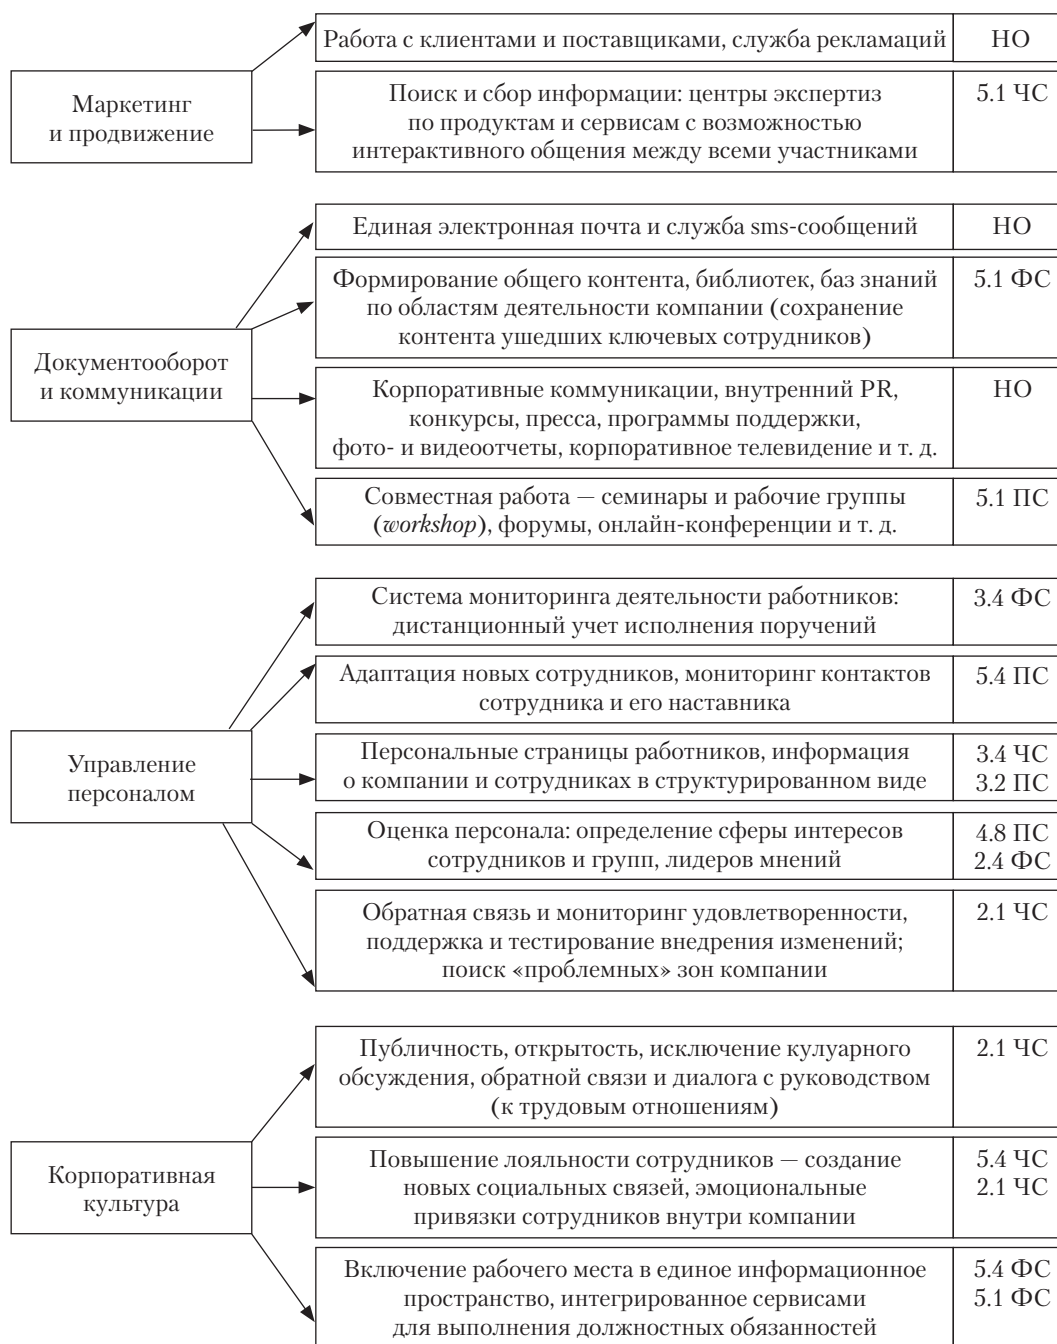 Работа с клиентами и поставщиками, служба рекламаций НО
Маркетинг
и продвижение
Поиск и сбор информации: центры экспертиз 5.1 ЧС
по продуктам и сервисам с возможностью
интерактивного общения между всеми участниками
Единая электронная почта и служба sms-сообщений НО
Формирование общего контента, библиотек, баз знаний 5.1 ФС
по областям деятельности компании (сохранение
контента ушедших ключевых сотрудников)
Документооборот
и коммуникации
Корпоративные коммуникации, внутренний PR, НО
конкурсы, пресса, программы поддержки,
фото- и видеоотчеты, корпоративное телевидение и т. д.
Совместная работа — семинары и рабочие группы 5.1 ПС
(workshop), форумы, онлайн-конференции и т. д.
Система мониторинга деятельности работников: 3.4 ФС
дистанционный учет исполнения поручений
Адаптация новых сотрудников, мониторинг контактов 5.4 ПС
сотрудника и его наставника
Управление
персоналом
Персональные страницы работников, информация 3.4 ЧС
о компании и сотрудниках в структурированном виде 3.2 ПС
Оценка персонала: определение сферы интересов 4.8 ПС
сотрудников и групп, лидеров мнений 2.4 ФС
Обратная связь и мониторинг удовлетворенности, 2.1 ЧС
поддержка и тестирование внедрения изменений;
поиск «проблемных» зон компании
Публичность, открытость, исключение кулуарного 2.1 ЧС
обсуждения, обратной связи и диалога с руководством
(к трудовым отношениям)
Корпоративная
культура
Повышение лояльности сотрудников — создание 5.4 ЧС
новых социальных связей, эмоциональные 2.1 ЧС
привязки сотрудников внутри компании
Включение рабочего места в единое информационное 5.4 ФС
пространство, интегрированное сервисами 5.1 ФС
для выполнения должностных обязанностей